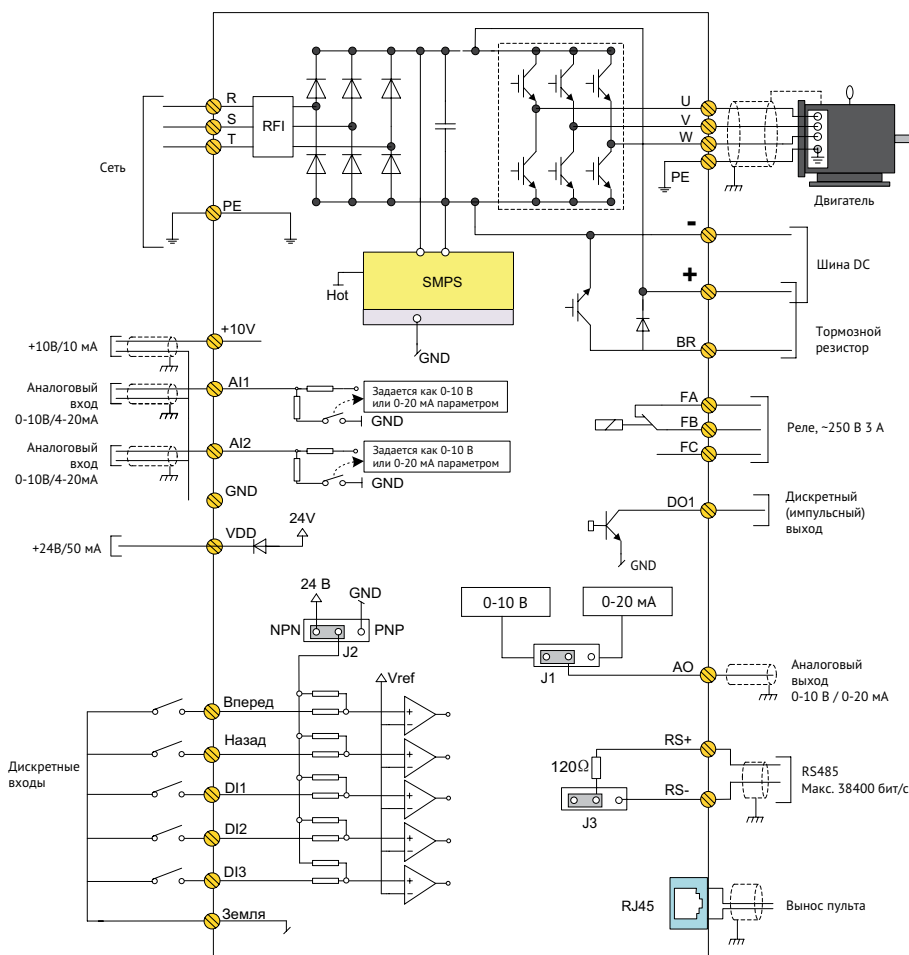 R
S
T
RFI
Сеть
PE
U
V
W
PE
Двигатель
-
Шина DC
+
SMPS
Hot
GND
Тормозной
резистор
BR
+10V
+10В/10 мА
AI1
Аналоговый
вход
0-10В/4-20мА
Задается как 0-10 В
или 0-20 мА параметром
GND
AI2
Аналоговый
вход
0-10В/4-20мА
Задается как 0-10 В
или 0-20 мА параметром
GND
GND
FA
FB
FC
Реле, ~250 В 3 А
VDD
24V
+24В/50 мА
DO1
Дискретный
(импульсный)
выход
GND
24 В
GND
NPN
PNP
J2
0-10 В
0-20 мА
J1
AO
Аналоговый
выход
0-10 В / 0-20 мА
Vref
Вперед
+
−
Назад
+
−
DI1
+
−
DI2
+
−
DI3
+
−
Дискретные
входы
Земля
RS+
120Ω
RS-
J3
RS485
Макс. 38400 бит/с
RJ45
Вынос пульта